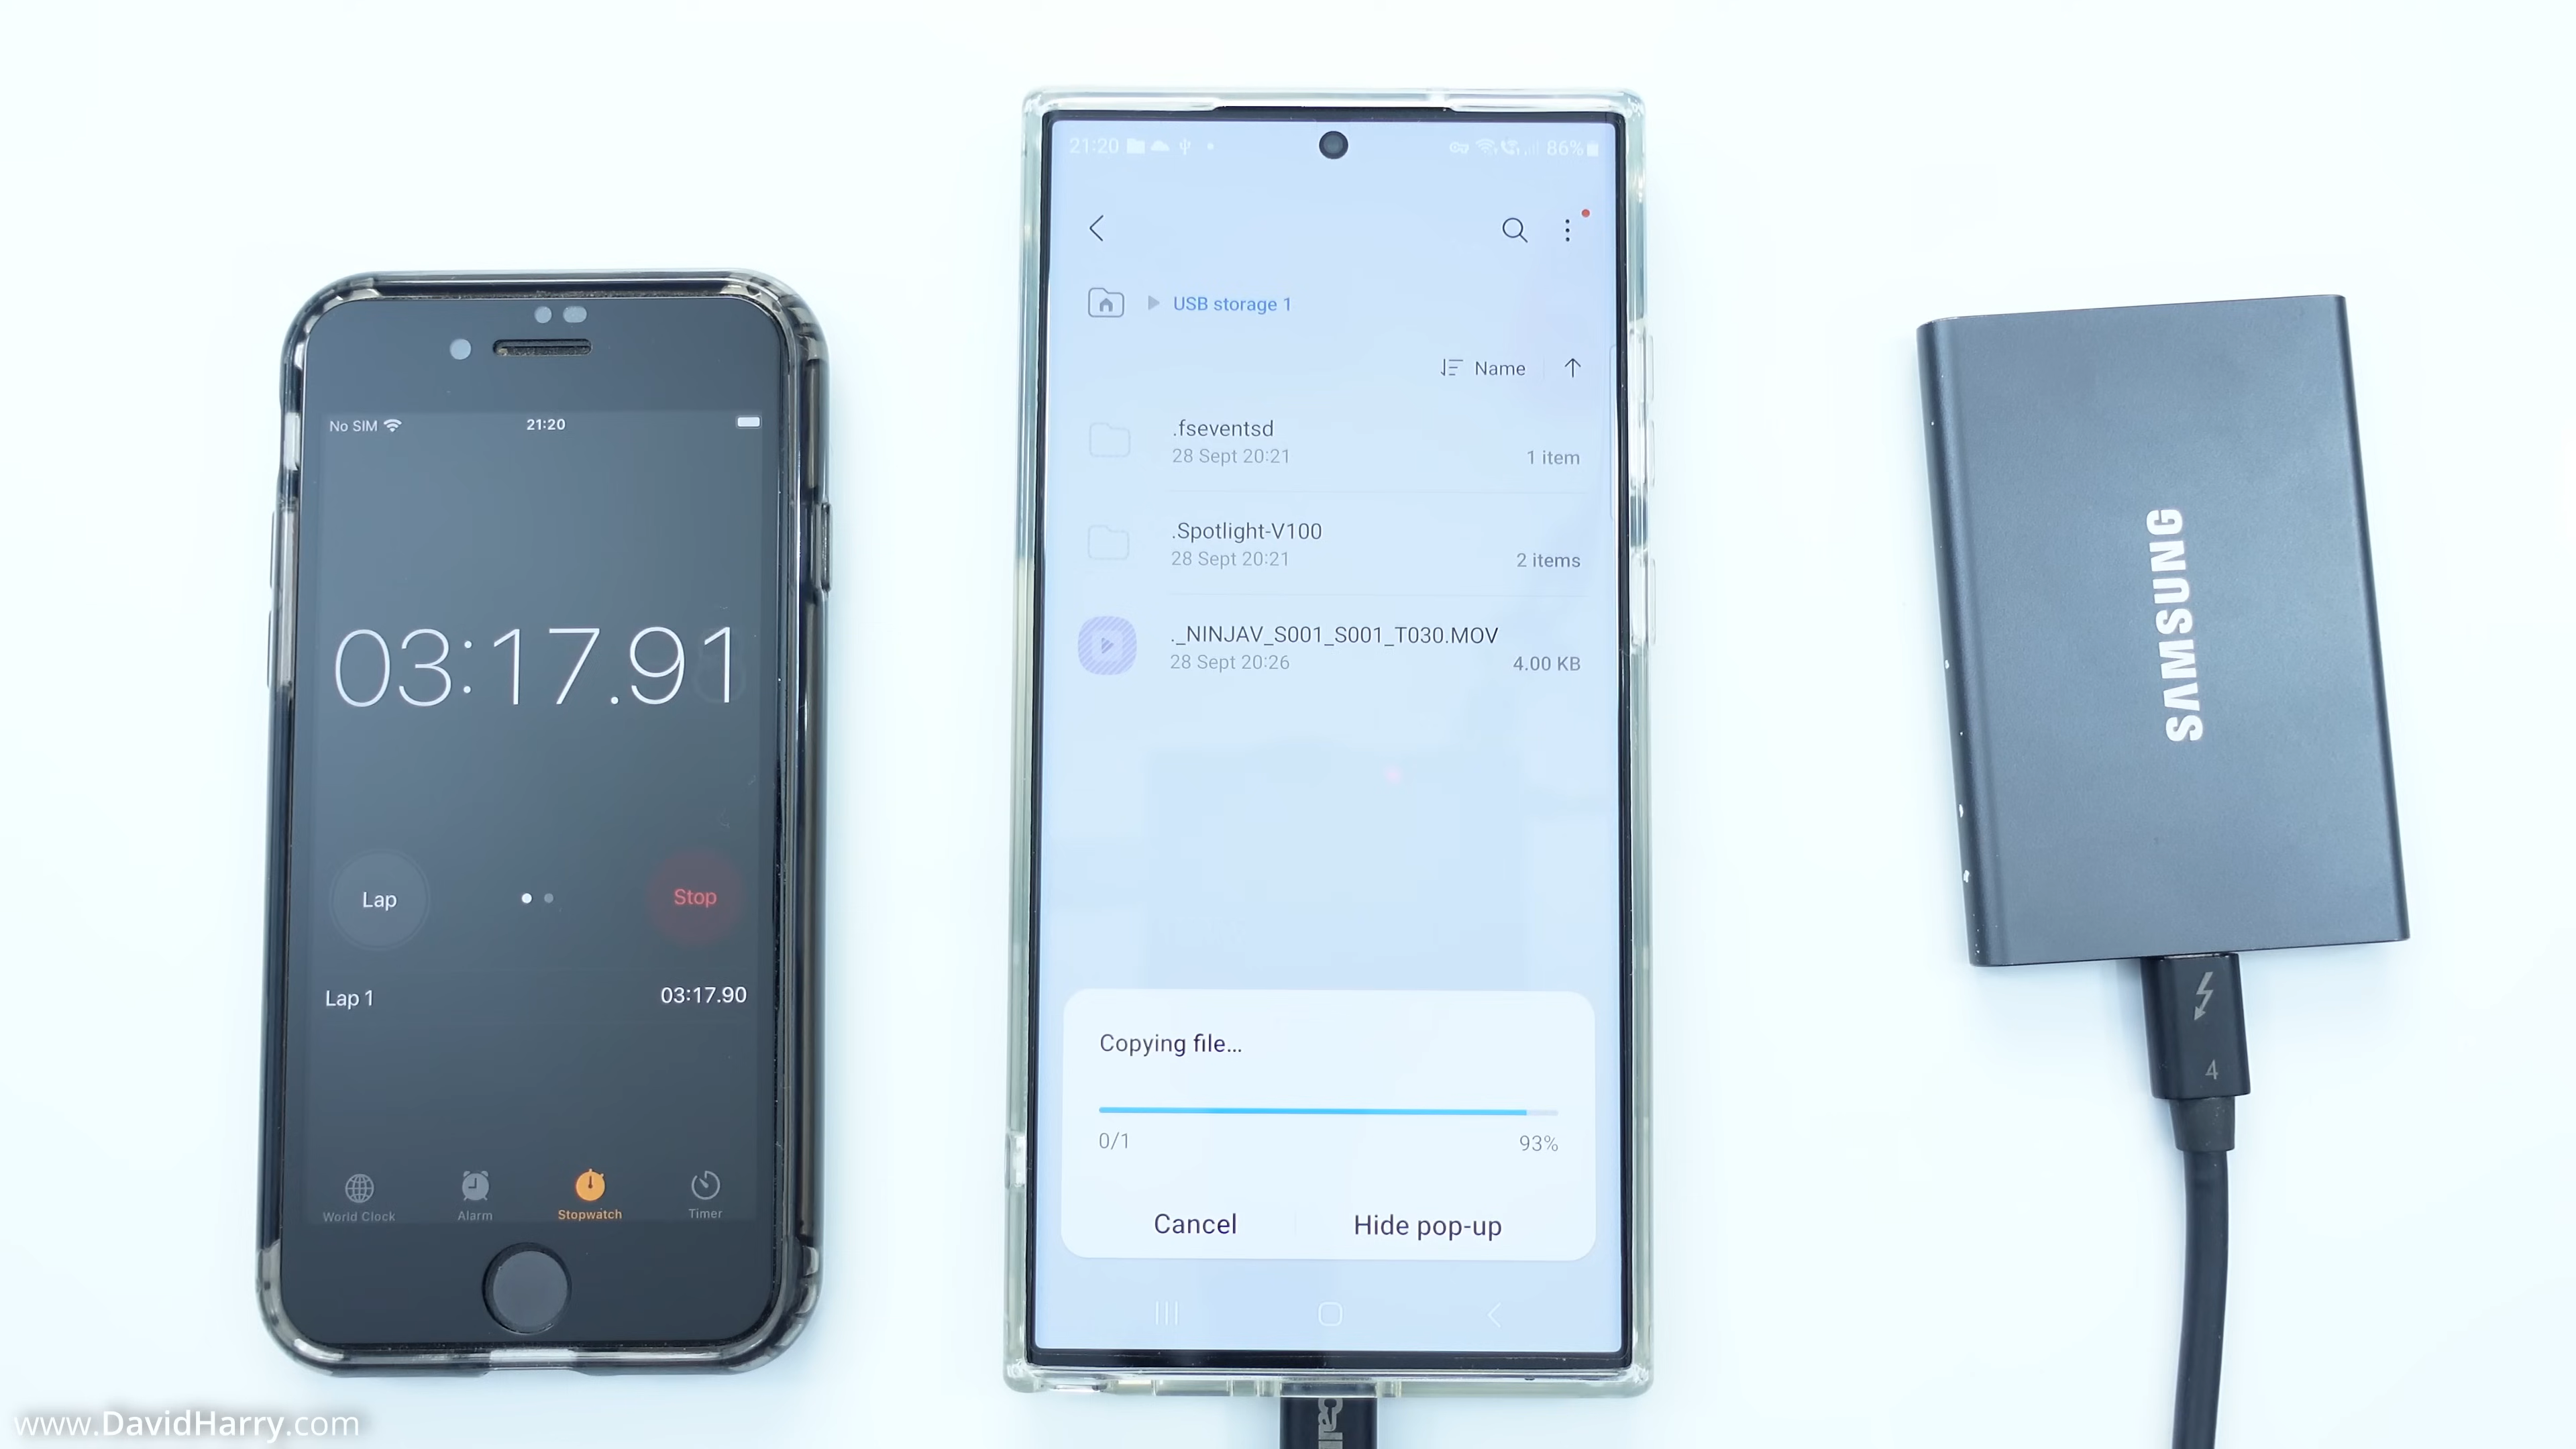 No SIM
21:20
03:17.91
Lap
Stop
Lap 1
03:17.90
World Clock
Alarm
Stopwatch
Timer
21:20
86%
USB storage 1
Name
.fseventsd
28 Sept 20:21
1 item
.Spotlight-V100
28 Sept 20:21
2 items
._NINJAV_S001_S001_T030.MOV
28 Sept 20:26
4.00 KB
Copying file...
0/1
93%
Cancel
Hide pop-up
SAMSUNG
4
www.DavidHarry.com